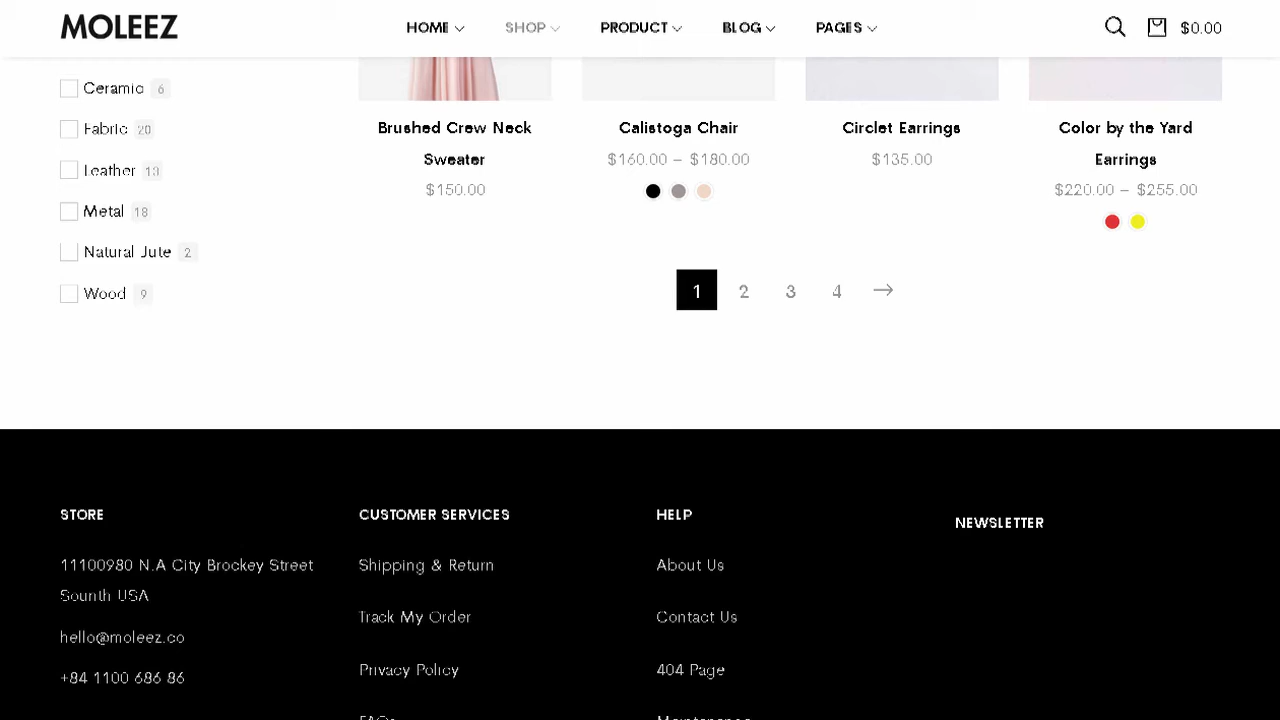 MOLEEZ
HOME SHOP PRODUCT BLOG PAGES
$0.00
Ceramic 6
Fabric 20
Leather 13
Metal 18
Natural Jute 2
Wood 9
Brushed Crew Neck
Sweater
$150.00
Calistoga Chair
$160.00 – $180.00
Circlet Earrings
$135.00
Color by the Yard
Earrings
$220.00 – $255.00
1 2 3 4 →
STORE
11100980 N.A City Brockey Street
Sounth USA
hello@moleez.co
+84 1100 686 86
CUSTOMER SERVICES
Shipping & Return
Track My Order
Privacy Policy
FAQs
HELP
About Us
Contact Us
404 Page
Maintenance
NEWSLETTER